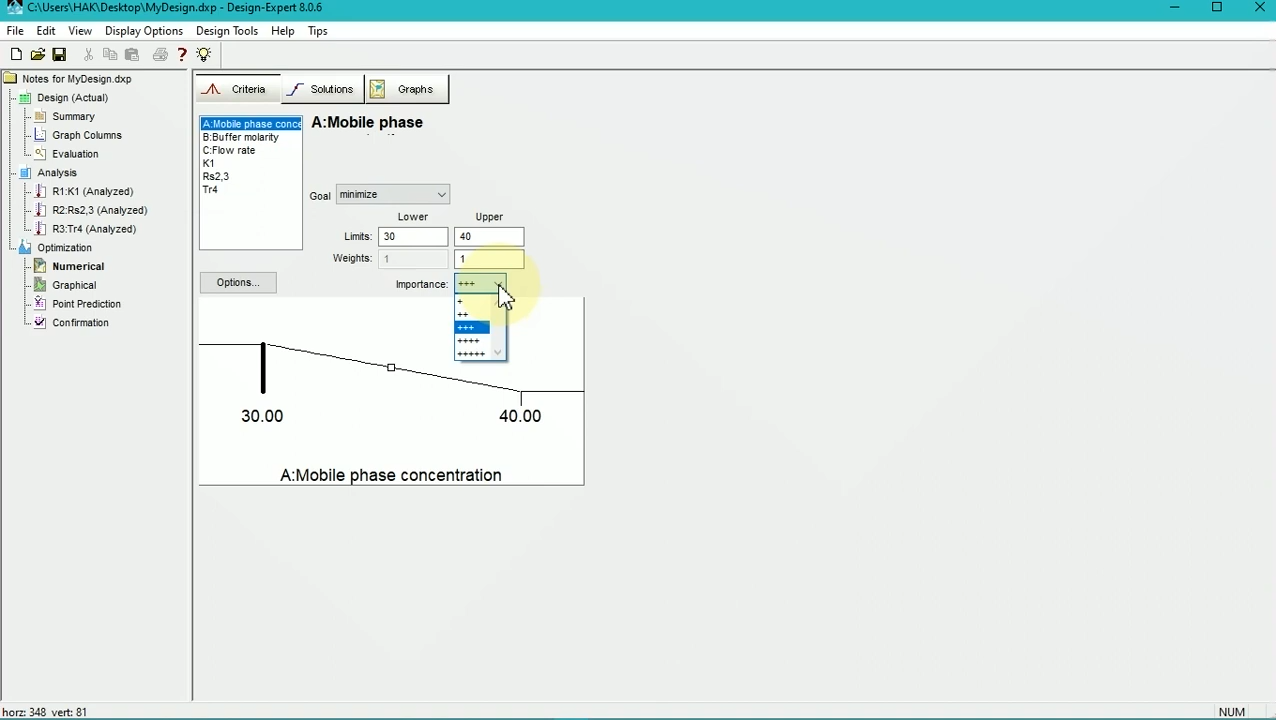 C:\Users\HAK\Desktop\MyDesign.dxp - Design-Expert 8.0.6
File Edit View Display Options Design Tools Help Tips
Notes for MyDesign.dxp
Design (Actual)
Summary
Graph Columns
Evaluation
Analysis
R1:K1 (Analyzed)
R2:Rs2,3 (Analyzed)
R3:Tr4 (Analyzed)
Optimization
Numerical
Graphical
Point Prediction
Confirmation
Criteria Solutions Graphs
A:Mobile phase conce
B:Buffer molarity
C:Flow rate
K1
Rs2,3
Tr4
Options...
A:Mobile phase
Goal minimize
Lower Upper
Limits: 30 40
Weights: 1 1
Importance: +++
+
++
+++
++++
+++++
30.00 40.00
A:Mobile phase concentration
horz: 348 vert: 81
NUM